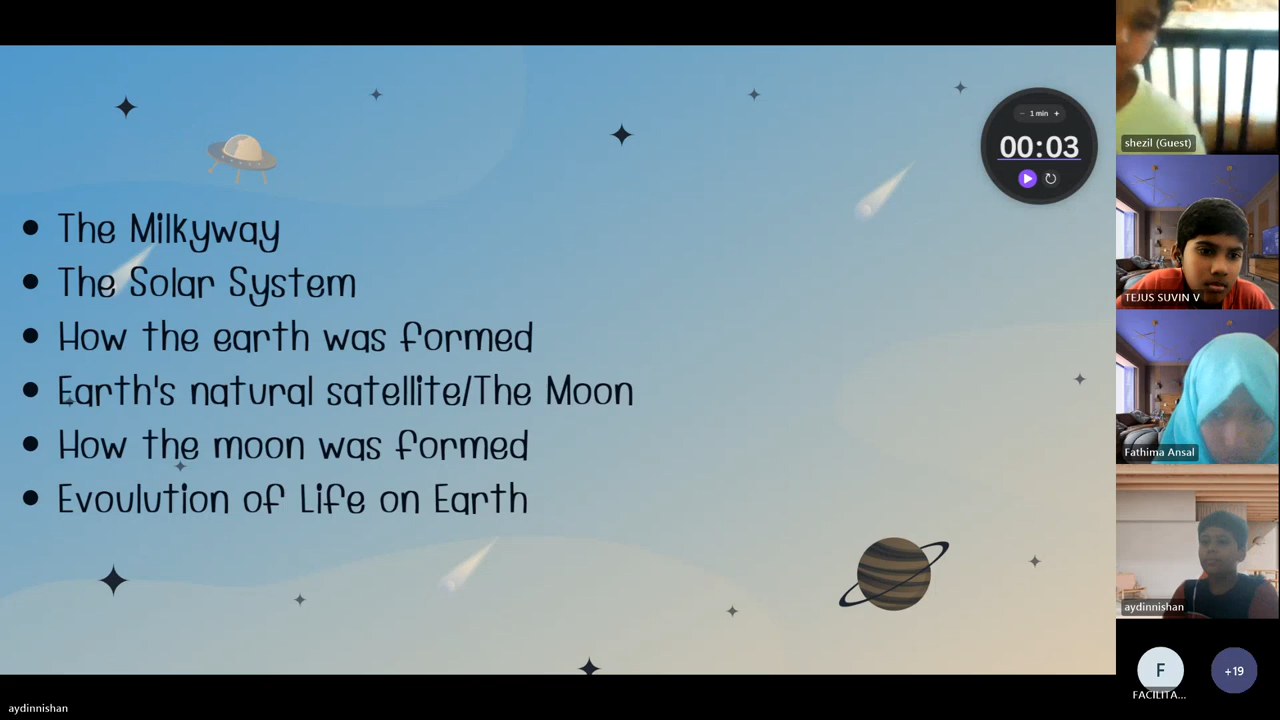 1 min
00:03
• The Milkyway
• The Solar System
• How the earth was formed
• Earth's natural satellite/The Moon
• How the moon was formed
• Evoulution of Life on Earth
shezil (Guest)
TEJUS SUVIN V
Fathima Ansal
aydinnishan
F
FACILITA...
+19
aydinnishan